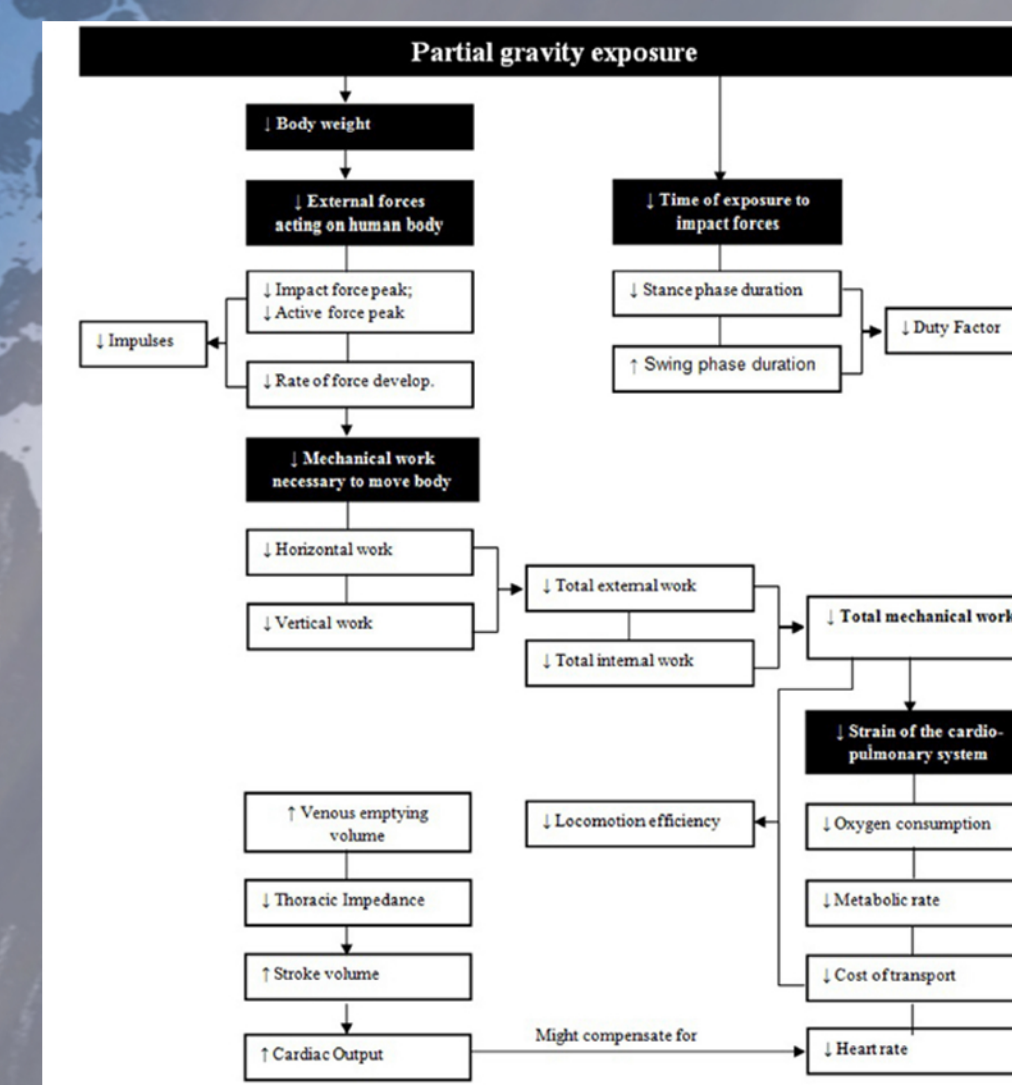 Partial gravity exposure
↓ Body weight
↓ External forces
acting on human body
↓ Time of exposure to
impact forces
↓ Impact force peak;
↓ Active force peak
↓ Stance phase duration
↓ Impulses
↓ Duty Factor
↓ Rate of force develop.
↑ Swing phase duration
↓ Mechanical work
necessary to move body
↓ Horizontal work
↓ Total external work
↓ Vertical work
↓ Total mechanical work
↓ Total internal work
↓ Strain of the cardio-
pulmonary system
↑ Venous emptying
volume
↓ Locomotion efficiency
↓ Oxygen consumption
↓ Thoracic Impedance
↓ Metabolic rate
↑ Stroke volume
↓ Cost of transport
↑ Cardiac Output
Might compensate for
↓ Heart rate